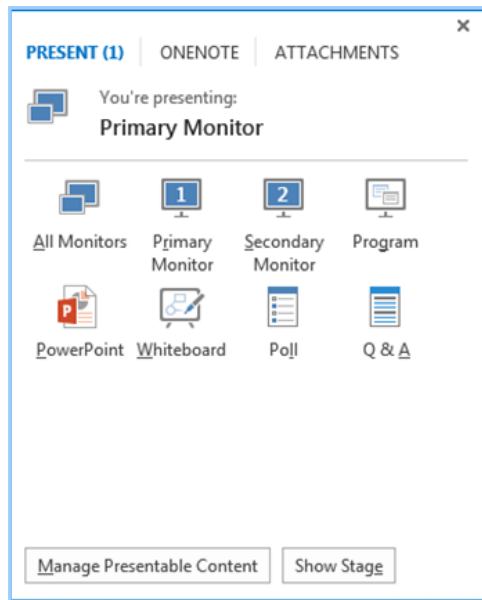 PRESENT (1) ONENOTE ATTACHMENTS
You're presenting:
Primary Monitor
1 2
All Monitors Primary Monitor Secondary Monitor Program
P
PowerPoint Whiteboard Poll Q & A
Manage Presentable Content Show Stage